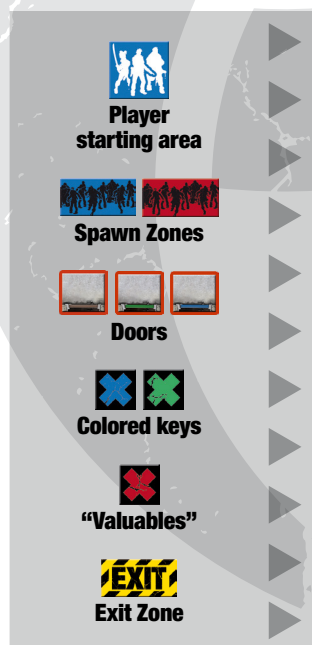 Player
starting area
Spawn Zones
Doors
Colored keys
“Valuables”
EXIT
Exit Zone